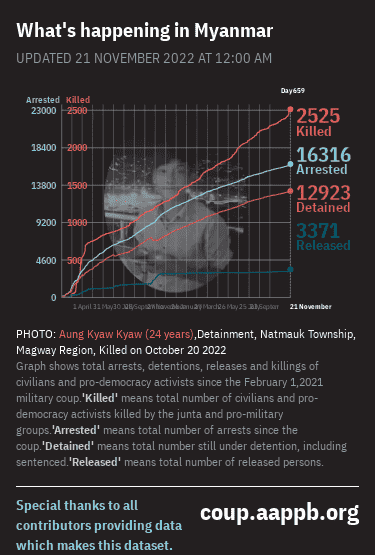 What's happening in Myanmar
UPDATED 21 NOVEMBER 2022 AT 12:00 AM
Day659
Arrested Killed
23000 2500
2525
Killed
18400 2000
16316
Arrested
13800 1500
12923
Detained
9200 1000
3371
Released
4600 500
0
21 November
PHOTO: Aung Kyaw Kyaw (24 years),Detainment, Natmauk Township,
Magway Region, Killed on October 20 2022
Graph shows total arrests, detentions, releases and killings of
civilians and pro-democracy activists since the February 1,2021
military coup.'Killed' means total number of civilians and pro-
democracy activists killed by the junta and pro-military
groups.'Arrested' means total number of arrests since the
coup.'Detained' means total number still under detention, including
sentenced.'Released' means total number of released persons.
Special thanks to all
contributors providing data
which makes this dataset.
coup.aappb.org